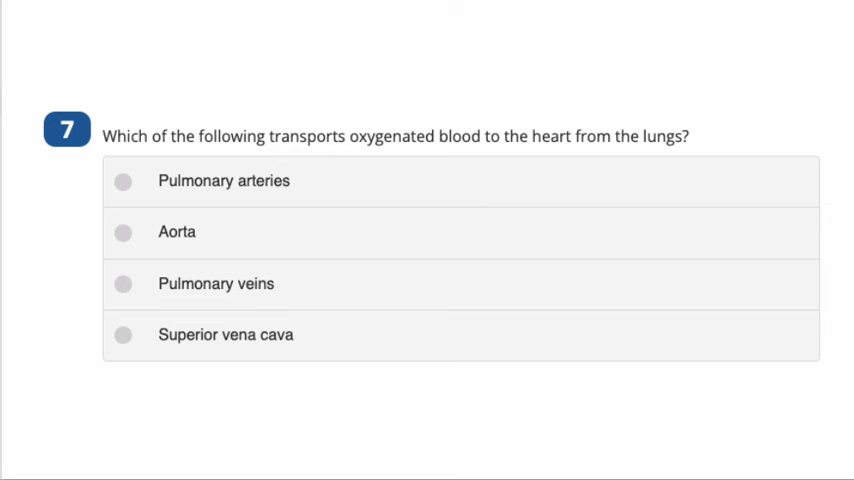 7
Which of the following transports oxygenated blood to the heart from the lungs?
Pulmonary arteries
Aorta
Pulmonary veins
Superior vena cava